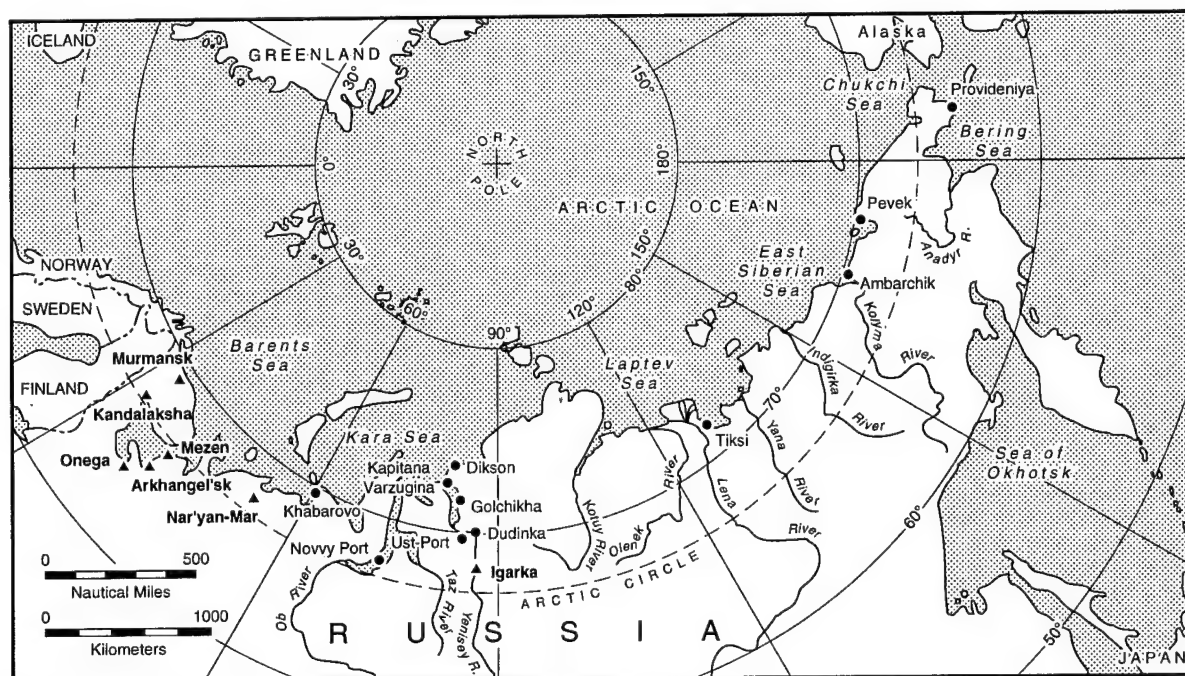 ICELAND
GREENLAND
30°
150°
Alaska
Chukchi
Sea
Provideniya
Bering
Sea
0°
NORTH
POLE
180°
ARCTIC OCEAN
Pevek
30°
150°
80°
East
Siberian
Sea
Anadyr R.
Ambarchik
NORWAY
SWEDEN
60°
120°
90°
Barents
Sea
Laptev
Sea
Kolyma
River
Indigirka
River
Murmansk
FINLAND
Kandalaksha
70°
Tiksi
Yana
River
Mezen
Onega
Arkhangel'sk
Kara Sea
Kapitana
Varzugina
Dikson
Golchikha
Sea of
Okhotsk
Nar'yan-Mar
Khabarovo
Dudinka
Ust-Port
Novvy Port
Igarka
Kotuy River
Olenek
River
Lena
River
60°
ARCTIC CIRCLE
0 500
Nautical Miles
0 1000
Kilometers
Ob
River
Taz River
Yenisey R.
RUSSIA
50°
JAPAN